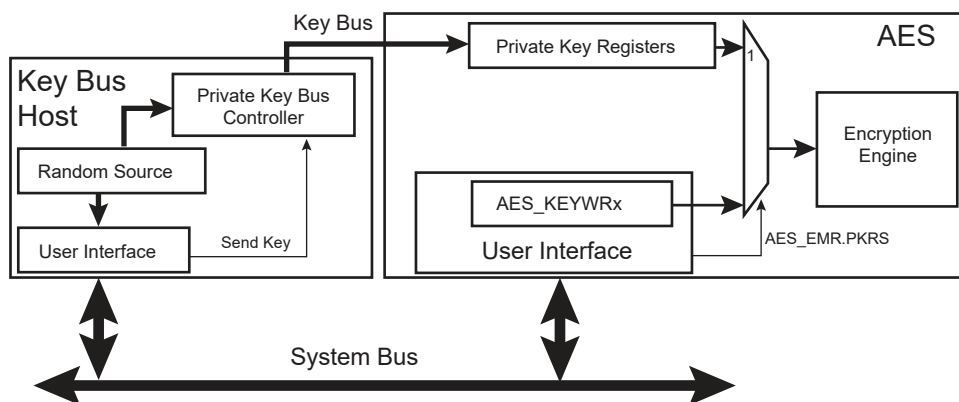 Key Bus
AES
Private Key Registers
1
Key Bus
Host
Private Key Bus
Controller
Encryption
Engine
Random Source
AES_KEYWRx
User Interface
Send Key
User Interface
AES_EMR.PKRS
System Bus